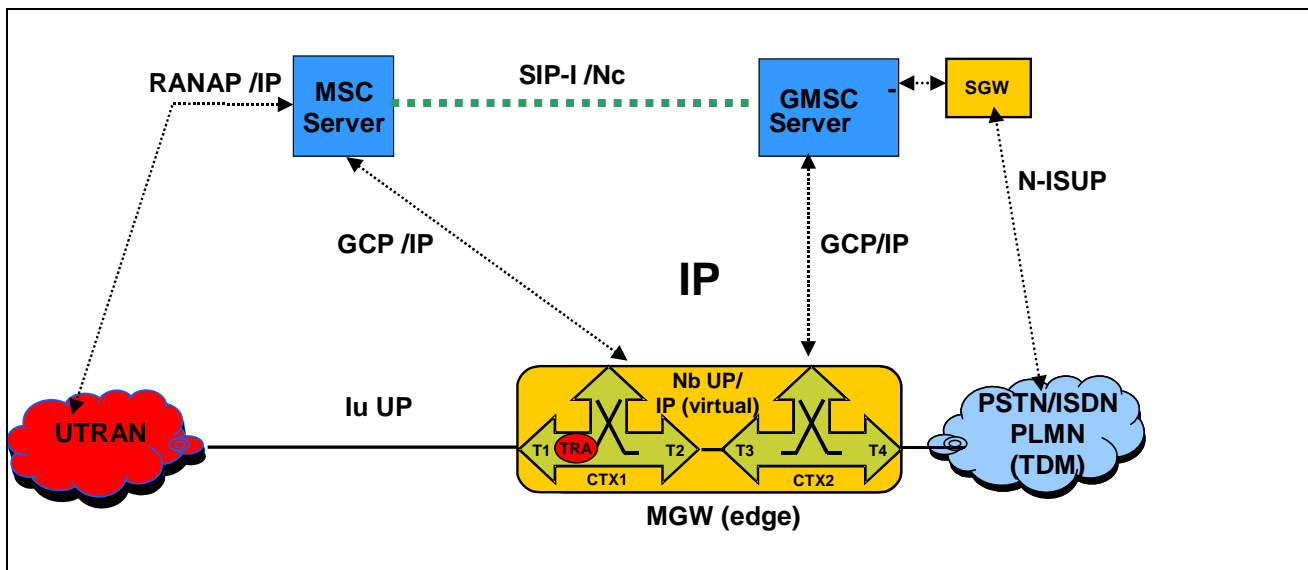 RANAP /IP
MSC
Server
SIP-I /Nc
GMSC
Server
-
SGW
N-ISUP
GCP /IP
GCP/IP
IP
Nb UP/
IP (virtual)
Iu UP
UTRAN
T1
TRA
T2
T3
T4
CTX1
CTX2
MGW (edge)
PSTN/ISDN
PLMN
(TDM)